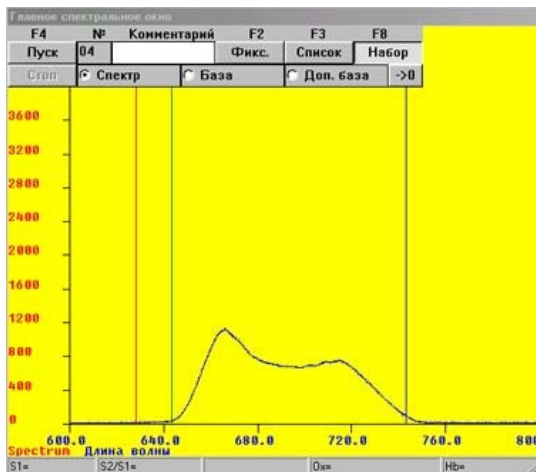 Главное спектральное окно
F4 № Комментарий F2 F3 F8
Пуск 04 Фикс. Список Набор
Стоп Спектр База Доп. база ->0
3600
3200
2800
2400
2000
1600
1200
800
400
0
600.0 640.0 680.0 720.0 760.0 800
Spectrum Длина волны
S1= S2/S1= 0x= Hb=